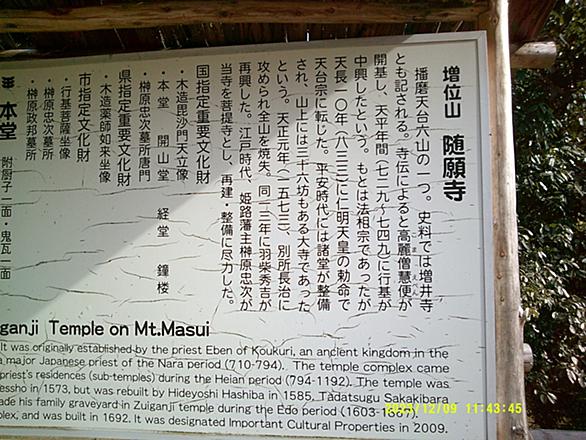 増位山 随願寺
播磨天台六山の一つ。史料では増井寺
とも記される。寺伝によると高麗僧慧便が
開基し、天平年間(七二九〜七四九)に行基が
中興したという。もとは法相宗であったが
天長一〇年(八三三)に仁明天皇の勅命で
天台宗に転じた。平安時代には諸堂が整備
され、山上には三十六坊もある大寺であった
という。天正元年(一五七三)、別所長治に
攻められ全山を焼失。同一三年に羽柴秀吉が
再興した。江戸時代、姫路藩主榊原忠次が
当寺を菩提寺とし、再建・整備に尽力した。
国指定重要文化財
・木造毘沙門天立像
・本堂 開山堂 経堂 鐘楼
・榊原忠次墓所唐門
県指定重要文化財
・木造薬師如来坐像
市指定文化財
・行基菩薩坐像
・榊原忠次墓所
・榊原政邦墓所
本堂 附厨子一面・鬼瓦一面
iganji Temple on Mt.Masui
It was originally established by the priest Eben of Koukuri, an ancient kingdom in the
a major Japanese priest of the Nara period (710-794). The temple complex came
priest's residences (sub-temples) during the Heian period (794-1192). The temple was
essho in 1573, but was rebuilt by Hideyoshi Hashiba in 1585. Tadatsugu Sakakibara
ade his family graveyard in Zuiganji temple during the Edo period (1603-
plex, and was built in 1692. It was designated Important Cultural Properties in 2009.
12/09 11:43:45